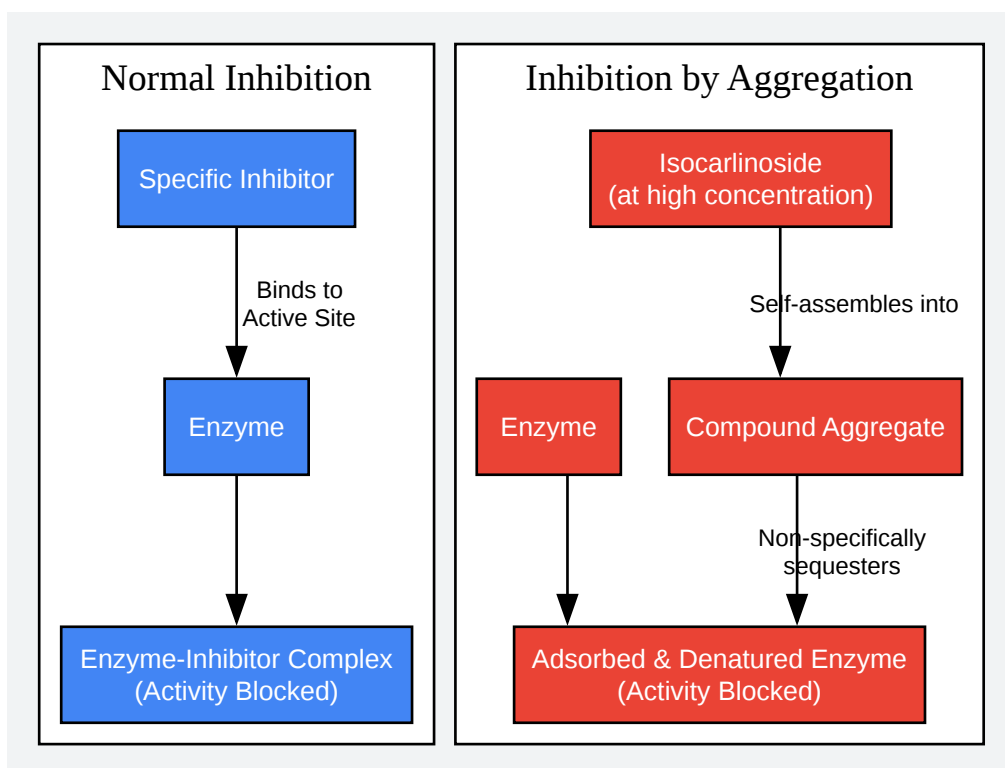 Normal Inhibition
Specific Inhibitor
Binds to
Active Site
Enzyme
Enzyme-Inhibitor Complex
(Activity Blocked)
Inhibition by Aggregation
Isocarlinoside
(at high concentration)
Self-assembles into
Enzyme
Compound Aggregate
Non-specifically
sequesters
Adsorbed & Denatured Enzyme
(Activity Blocked)